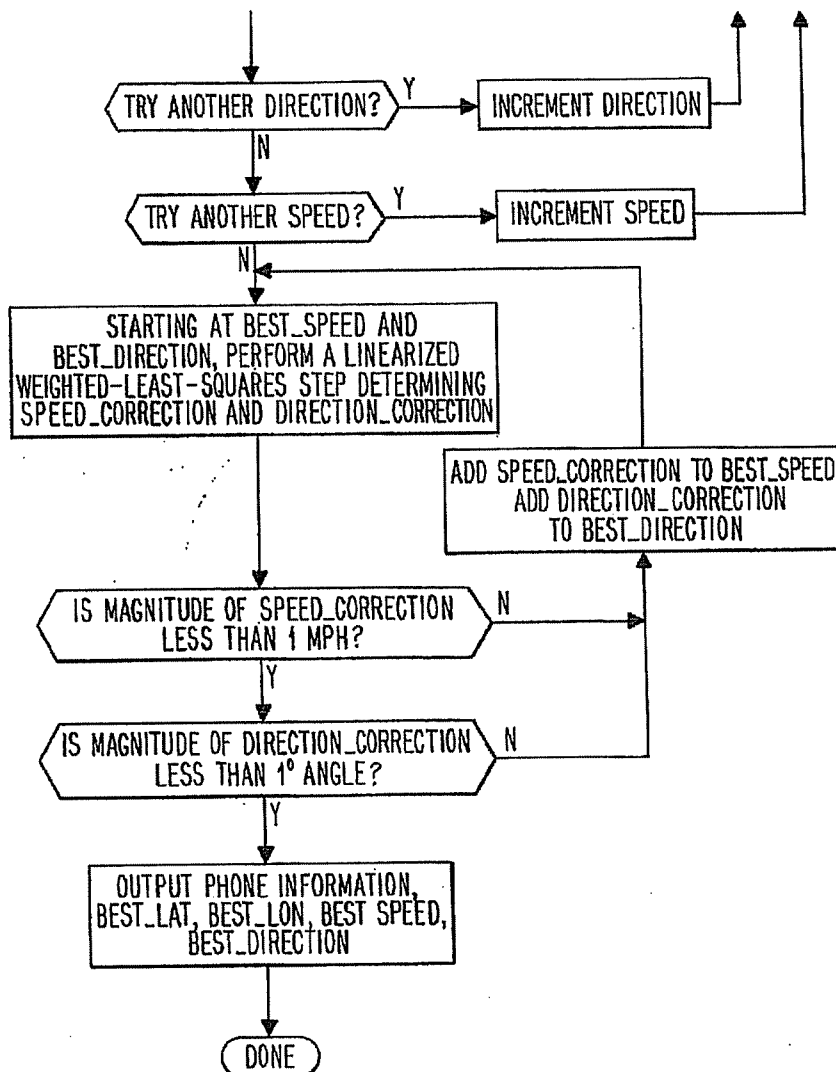 TRY ANOTHER DIRECTION?
Y
INCREMENT DIRECTION
N
TRY ANOTHER SPEED?
Y
INCREMENT SPEED
N
STARTING AT BEST_SPEED AND
BEST_DIRECTION, PERFORM A LINEARIZED
WEIGHTED-LEAST-SQUARES STEP DETERMINING
SPEED_CORRECTION AND DIRECTION_CORRECTION
ADD SPEED_CORRECTION TO BEST_SPEED
ADD DIRECTION_CORRECTION
TO BEST_DIRECTION
IS MAGNITUDE OF SPEED_CORRECTION
LESS THAN 1 MPH?
N
Y
IS MAGNITUDE OF DIRECTION_CORRECTION
LESS THAN 1° ANGLE?
N
Y
OUTPUT PHONE INFORMATION,
BEST_LAT, BEST_LON, BEST SPEED,
BEST_DIRECTION
DONE